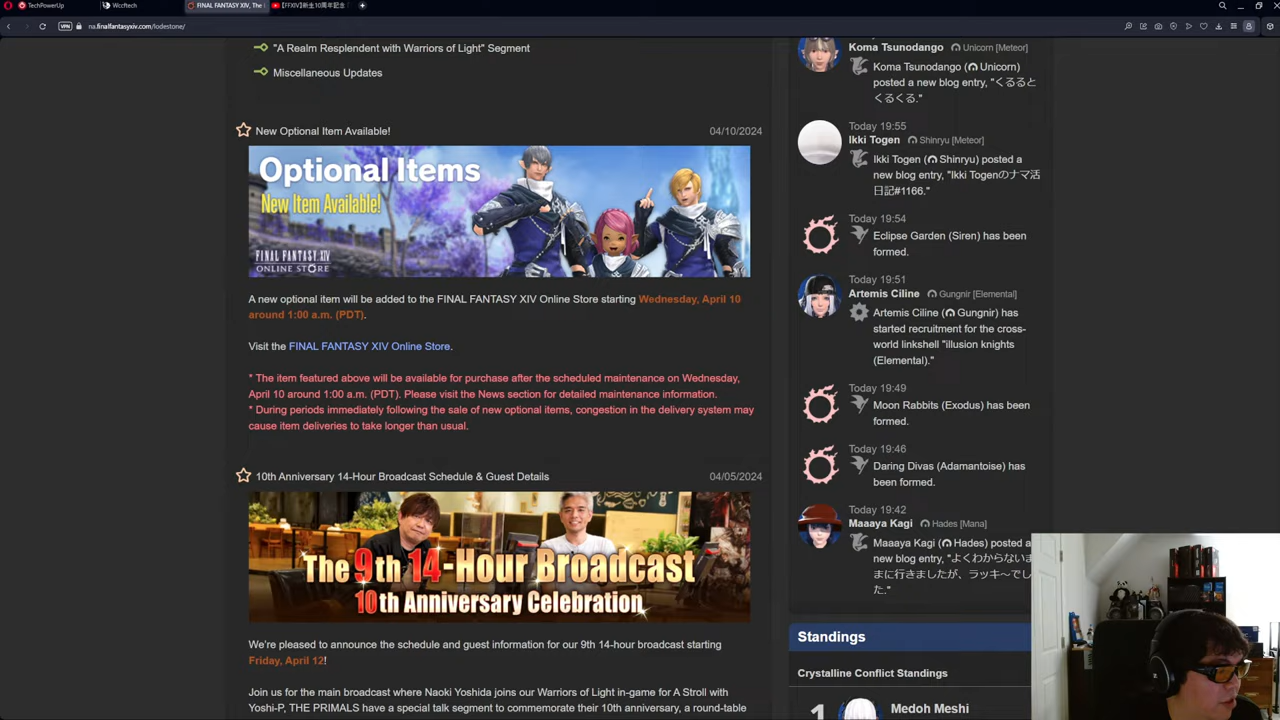 TechPowerUp
Wccftech
FINAL FANTASY XIV, The
【FFXIV】新生10周年記念
VPN
na.finalfantasyxiv.com/lodestone/
"A Realm Resplendent with Warriors of Light" Segment
Miscellaneous Updates
New Optional Item Available!
04/10/2024
Optional Items
New Item Available!
FINAL FANTASY XIV
ONLINE STORE
A new optional item will be added to the FINAL FANTASY XIV Online Store starting Wednesday, April 10
around 1:00 a.m. (PDT).
Visit the FINAL FANTASY XIV Online Store.
* The item featured above will be available for purchase after the scheduled maintenance on Wednesday,
April 10 around 1:00 a.m. (PDT). Please visit the News section for detailed maintenance information.
* During periods immediately following the sale of new optional items, congestion in the delivery system may
cause item deliveries to take longer than usual.
10th Anniversary 14-Hour Broadcast Schedule & Guest Details
04/05/2024
The 9th 14-Hour Broadcast
10th Anniversary Celebration
We're pleased to announce the schedule and guest information for our 9th 14-hour broadcast starting
Friday, April 12!
Join us for the main broadcast where Naoki Yoshida joins our Warriors of Light in-game for A Stroll with
Yoshi-P, THE PRIMALS have a special talk segment to commemorate their 10th anniversary, a round-table
Koma Tsunodango Unicorn [Meteor]
Koma Tsunodango (Unicorn)
posted a new blog entry, "くるると
くるくる."
Today 19:55
Ikki Togen Shinryu [Meteor]
Ikki Togen (Shinryu) posted a
new blog entry, "Ikki Togenのナマ活
日記#1166."
Today 19:54
Eclipse Garden (Siren) has been
formed.
Today 19:51
Artemis Ciline Gungnir [Elemental]
Artemis Ciline (Gungnir) has
started recruitment for the cross-
world linkshell "illusion knights
(Elemental)."
Today 19:49
Moon Rabbits (Exodus) has been
formed.
Today 19:46
Daring Divas (Adamantoise) has
been formed.
Today 19:42
Maaaya Kagi Hades [Mana]
Maaaya Kagi (Hades) posted a
new blog entry, "よくわからないま
まに行きましたが、ラッキ〜でし
た."
Standings
Crystalline Conflict Standings
1
Medoh Meshi